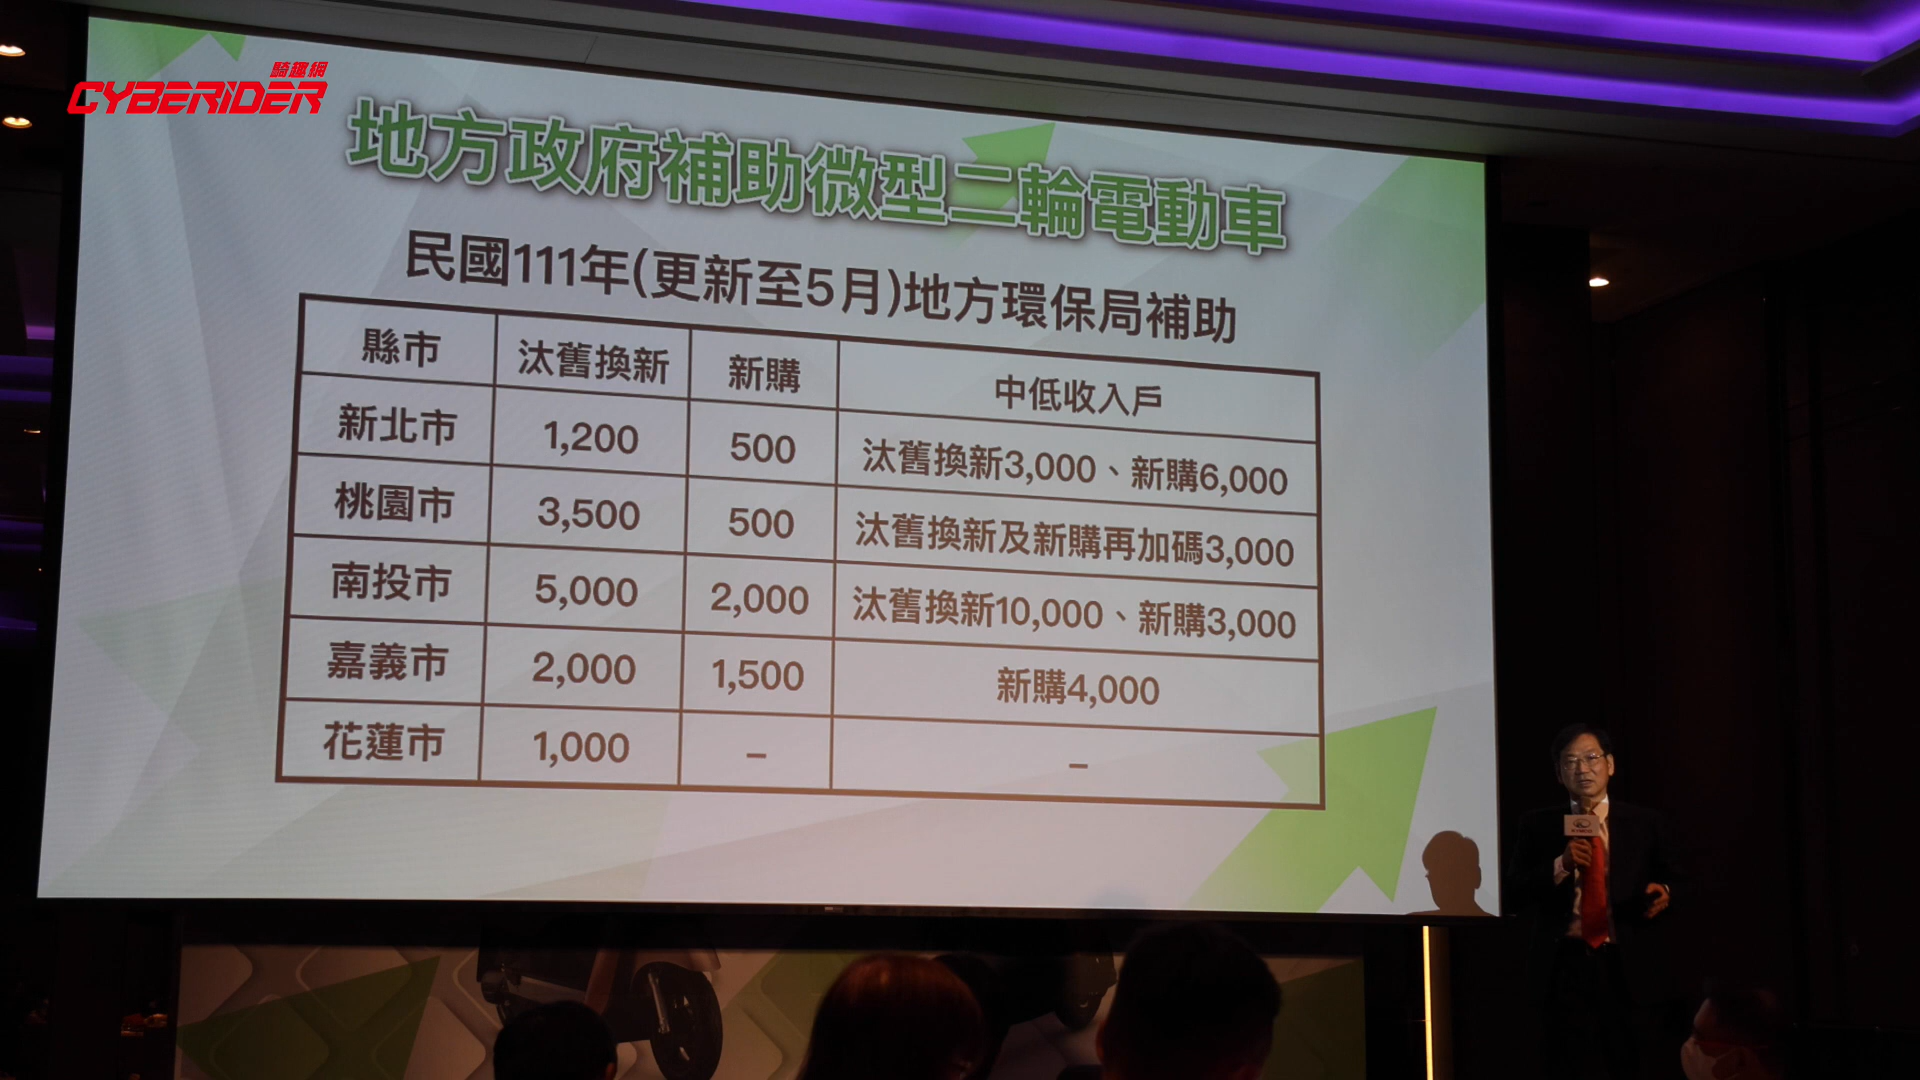 騎趣網
CYBERIDER
地方政府補助微型二輪電動車
民國111年(更新至5月)地方環保局補助
縣市 汰舊換新 新購 中低收入戶
新北市 1,200 500 汰舊換新3,000、新購6,000
桃園市 3,500 500 汰舊換新及新購再加碼3,000
南投市 5,000 2,000 汰舊換新10,000、新購3,000
嘉義市 2,000 1,500 新購4,000
花蓮市 1,000 – –
KYMCO